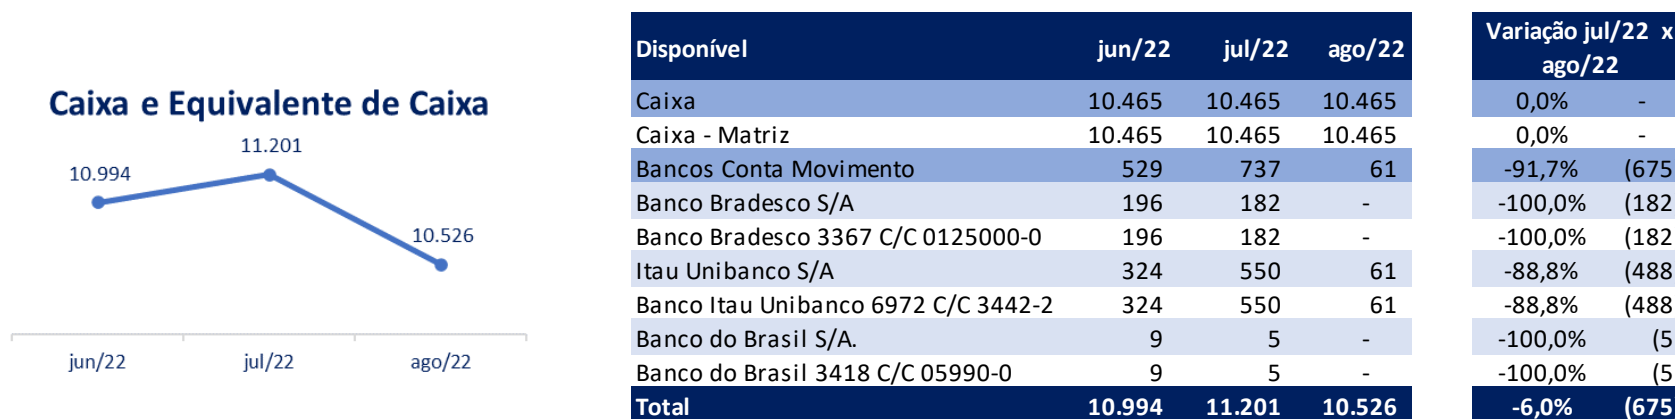 Caixa e Equivalente de Caixa
10.994
11.201
10.526
jun/22 jul/22 ago/22
Disponível jun/22 jul/22 ago/22 Variação jul/22 x ago/22
Caixa 10.465 10.465 10.465 0,0% -
Caixa - Matriz 10.465 10.465 10.465 0,0% -
Bancos Conta Movimento 529 737 61 -91,7% (675
Banco Bradesco S/A 196 182 - -100,0% (182
Banco Bradesco 3367 C/C 0125000-0 196 182 - -100,0% (182
Itau Unibanco S/A 324 550 61 -88,8% (488
Banco Itau Unibanco 6972 C/C 3442-2 324 550 61 -88,8% (488
Banco do Brasil S/A. 9 5 - -100,0% (5
Banco do Brasil 3418 C/C 05990-0 9 5 - -100,0% (5
Total 10.994 11.201 10.526 -6,0% (675